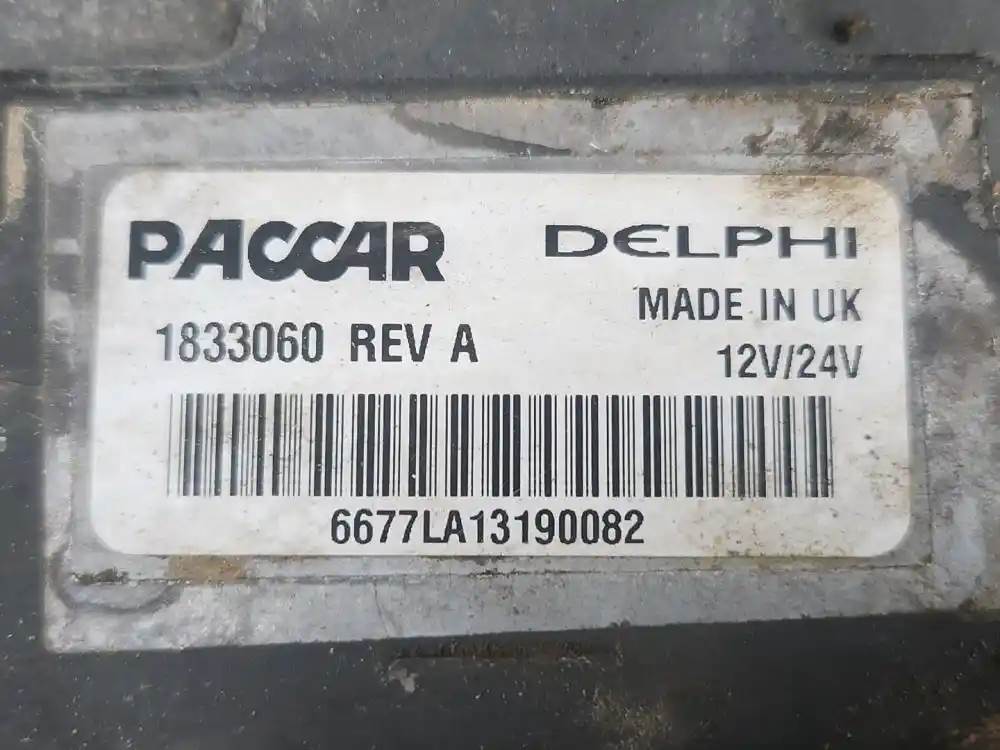 PACCAR
DELPHI
MADE IN UK
1833060 REV A
12V/24V
6677LA13190082